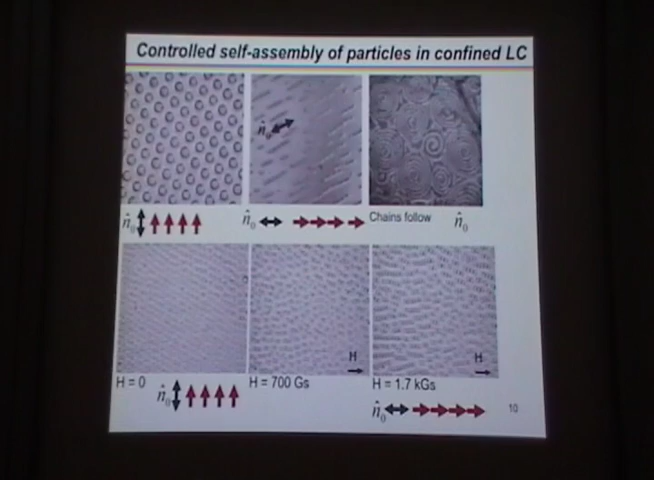 Controlled self-assembly of particles in confined LC
n̂₀
n̂₀
n̂₀
Chains follow n̂₀
H
H
H = 0
H = 700 Gs
H = 1.7 kGs
n̂₀
n̂₀
10